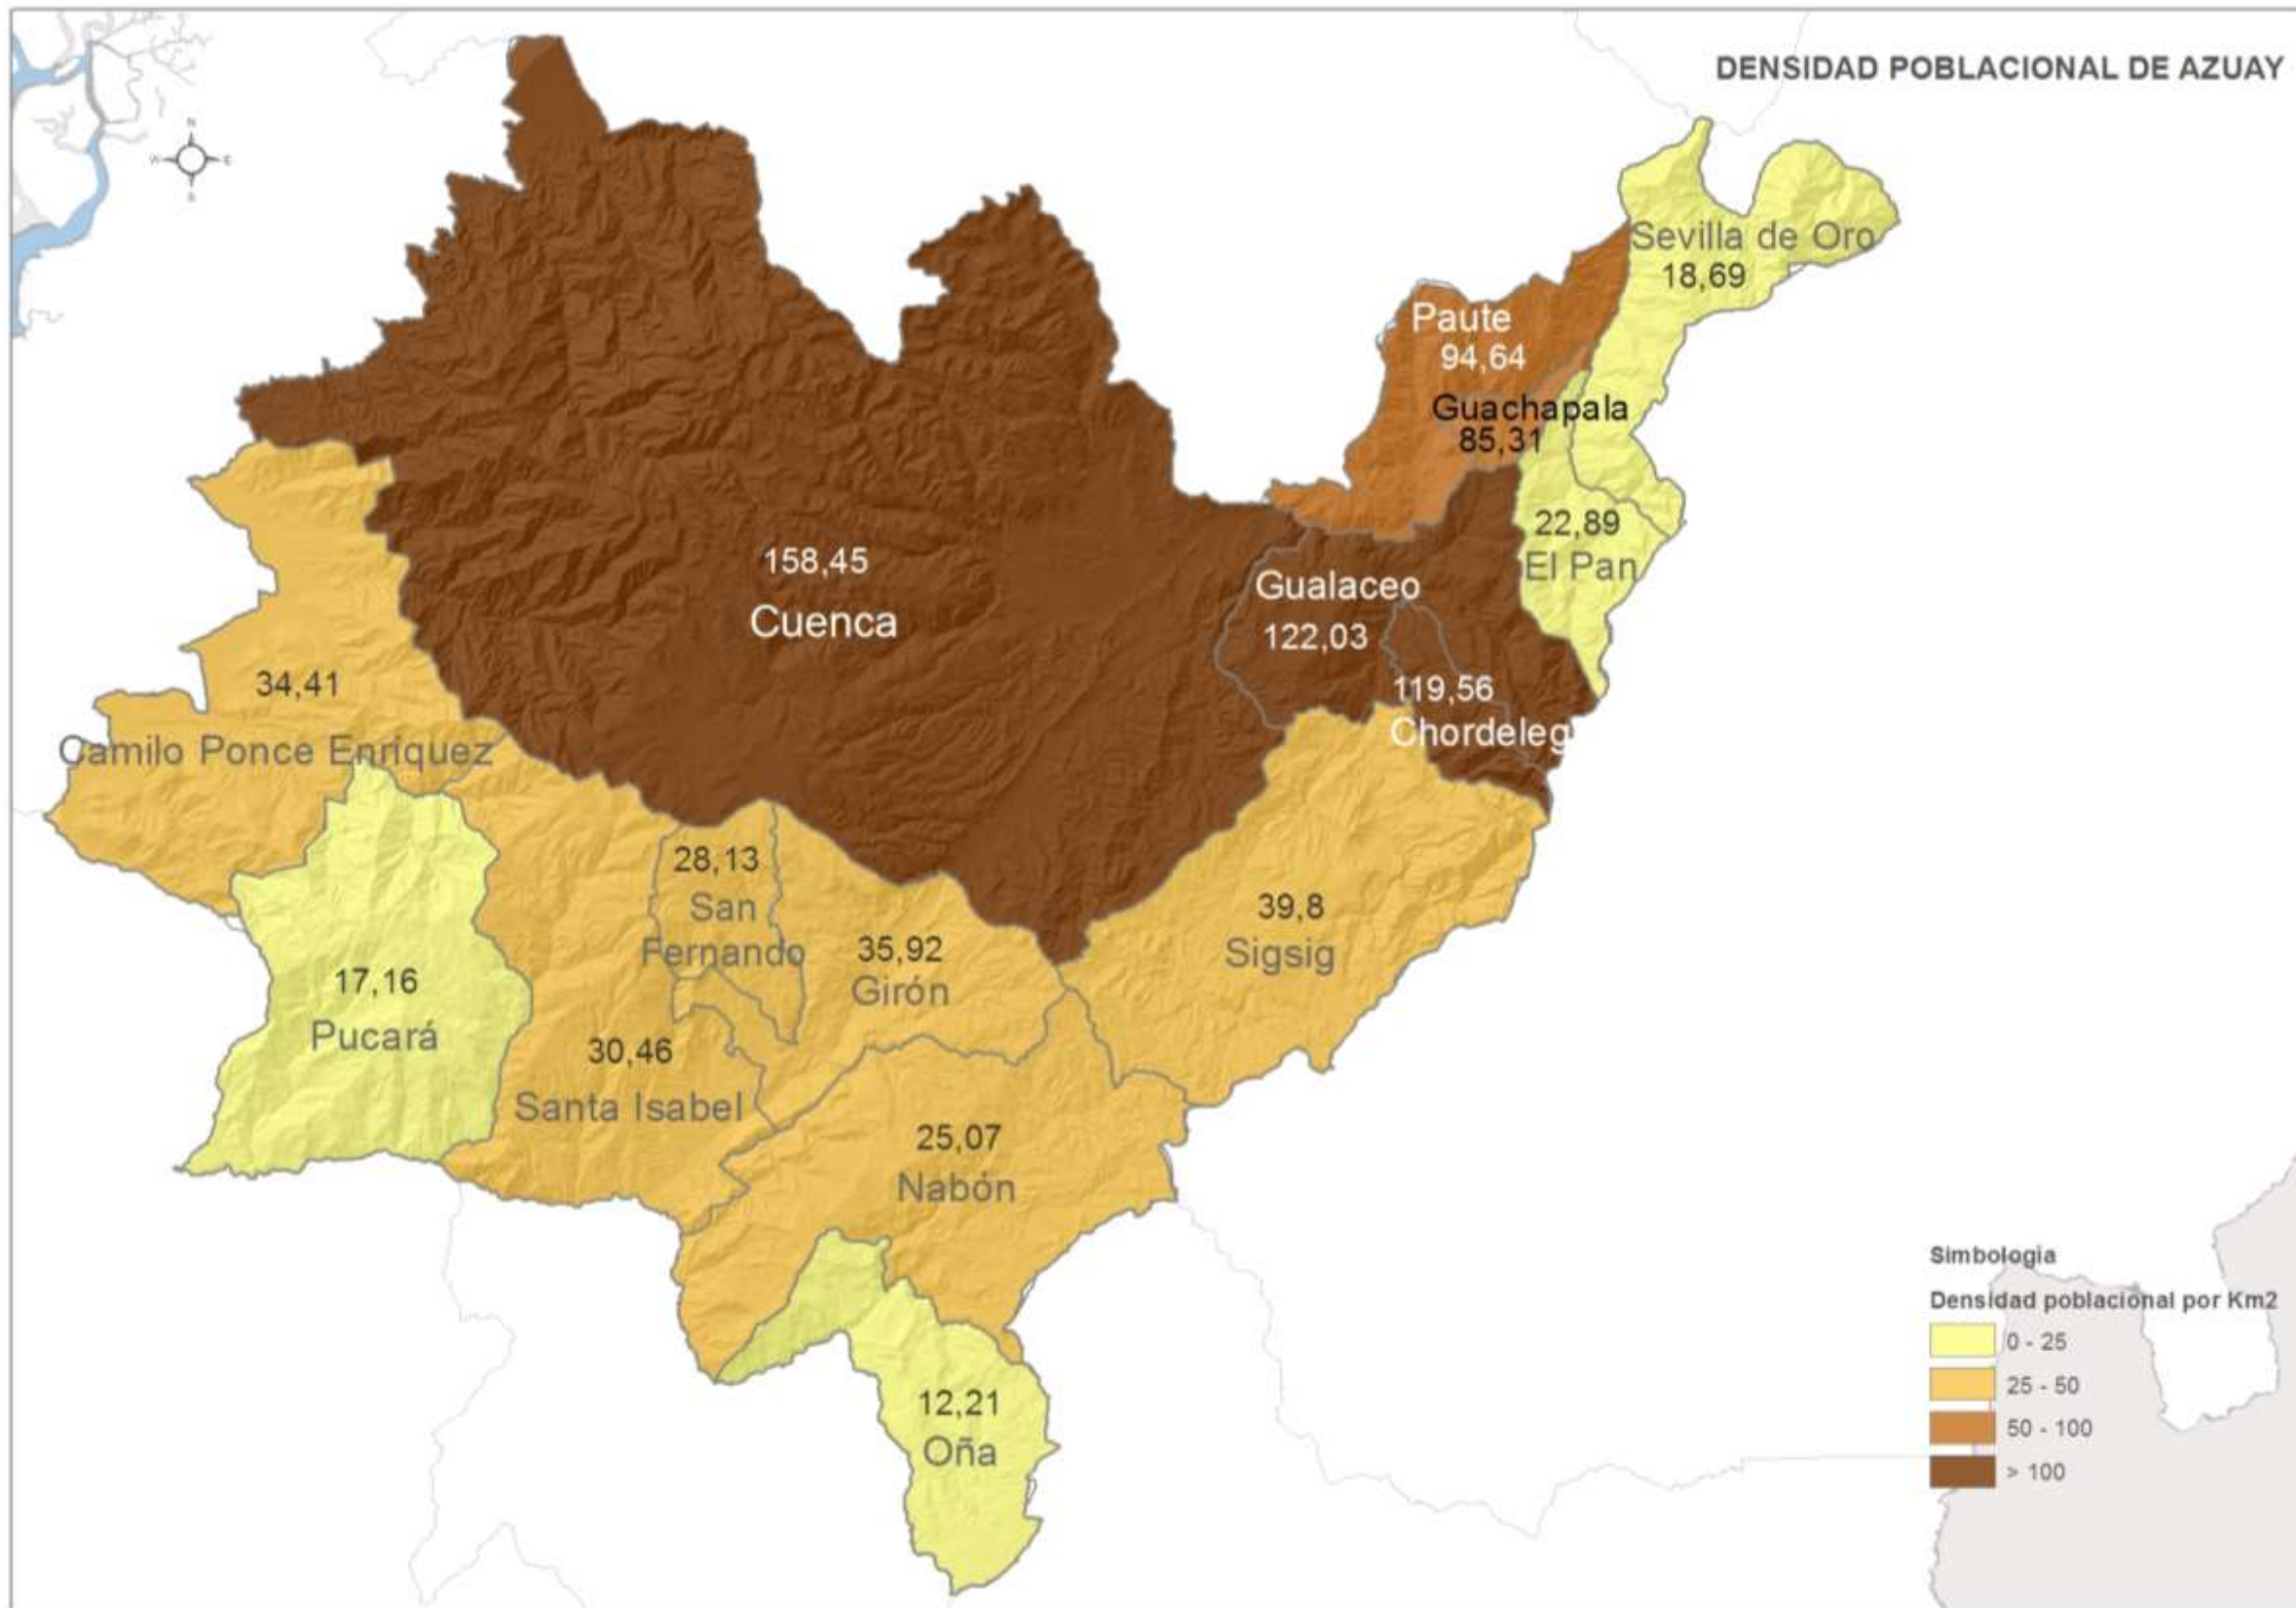 DENSIDAD POBLACIONAL DE AZUAY
N
W
E
S
Sevilla de Oro
18,69
Paute
94,64
Guachapala
85,31
22,89
El Pan
158,45
Cuenca
Gualaceo
122,03
119,56
Chordeleg
34,41
Camilo Ponce Enríquez
28,13
San
Fernando
35,92
Girón
39,8
Sigsig
17,16
Pucará
30,46
Santa Isabel
25,07
Nabón
12,21
Oña
Simbologia
Densidad poblacional por Km2
0 - 25
25 - 50
50 - 100
> 100